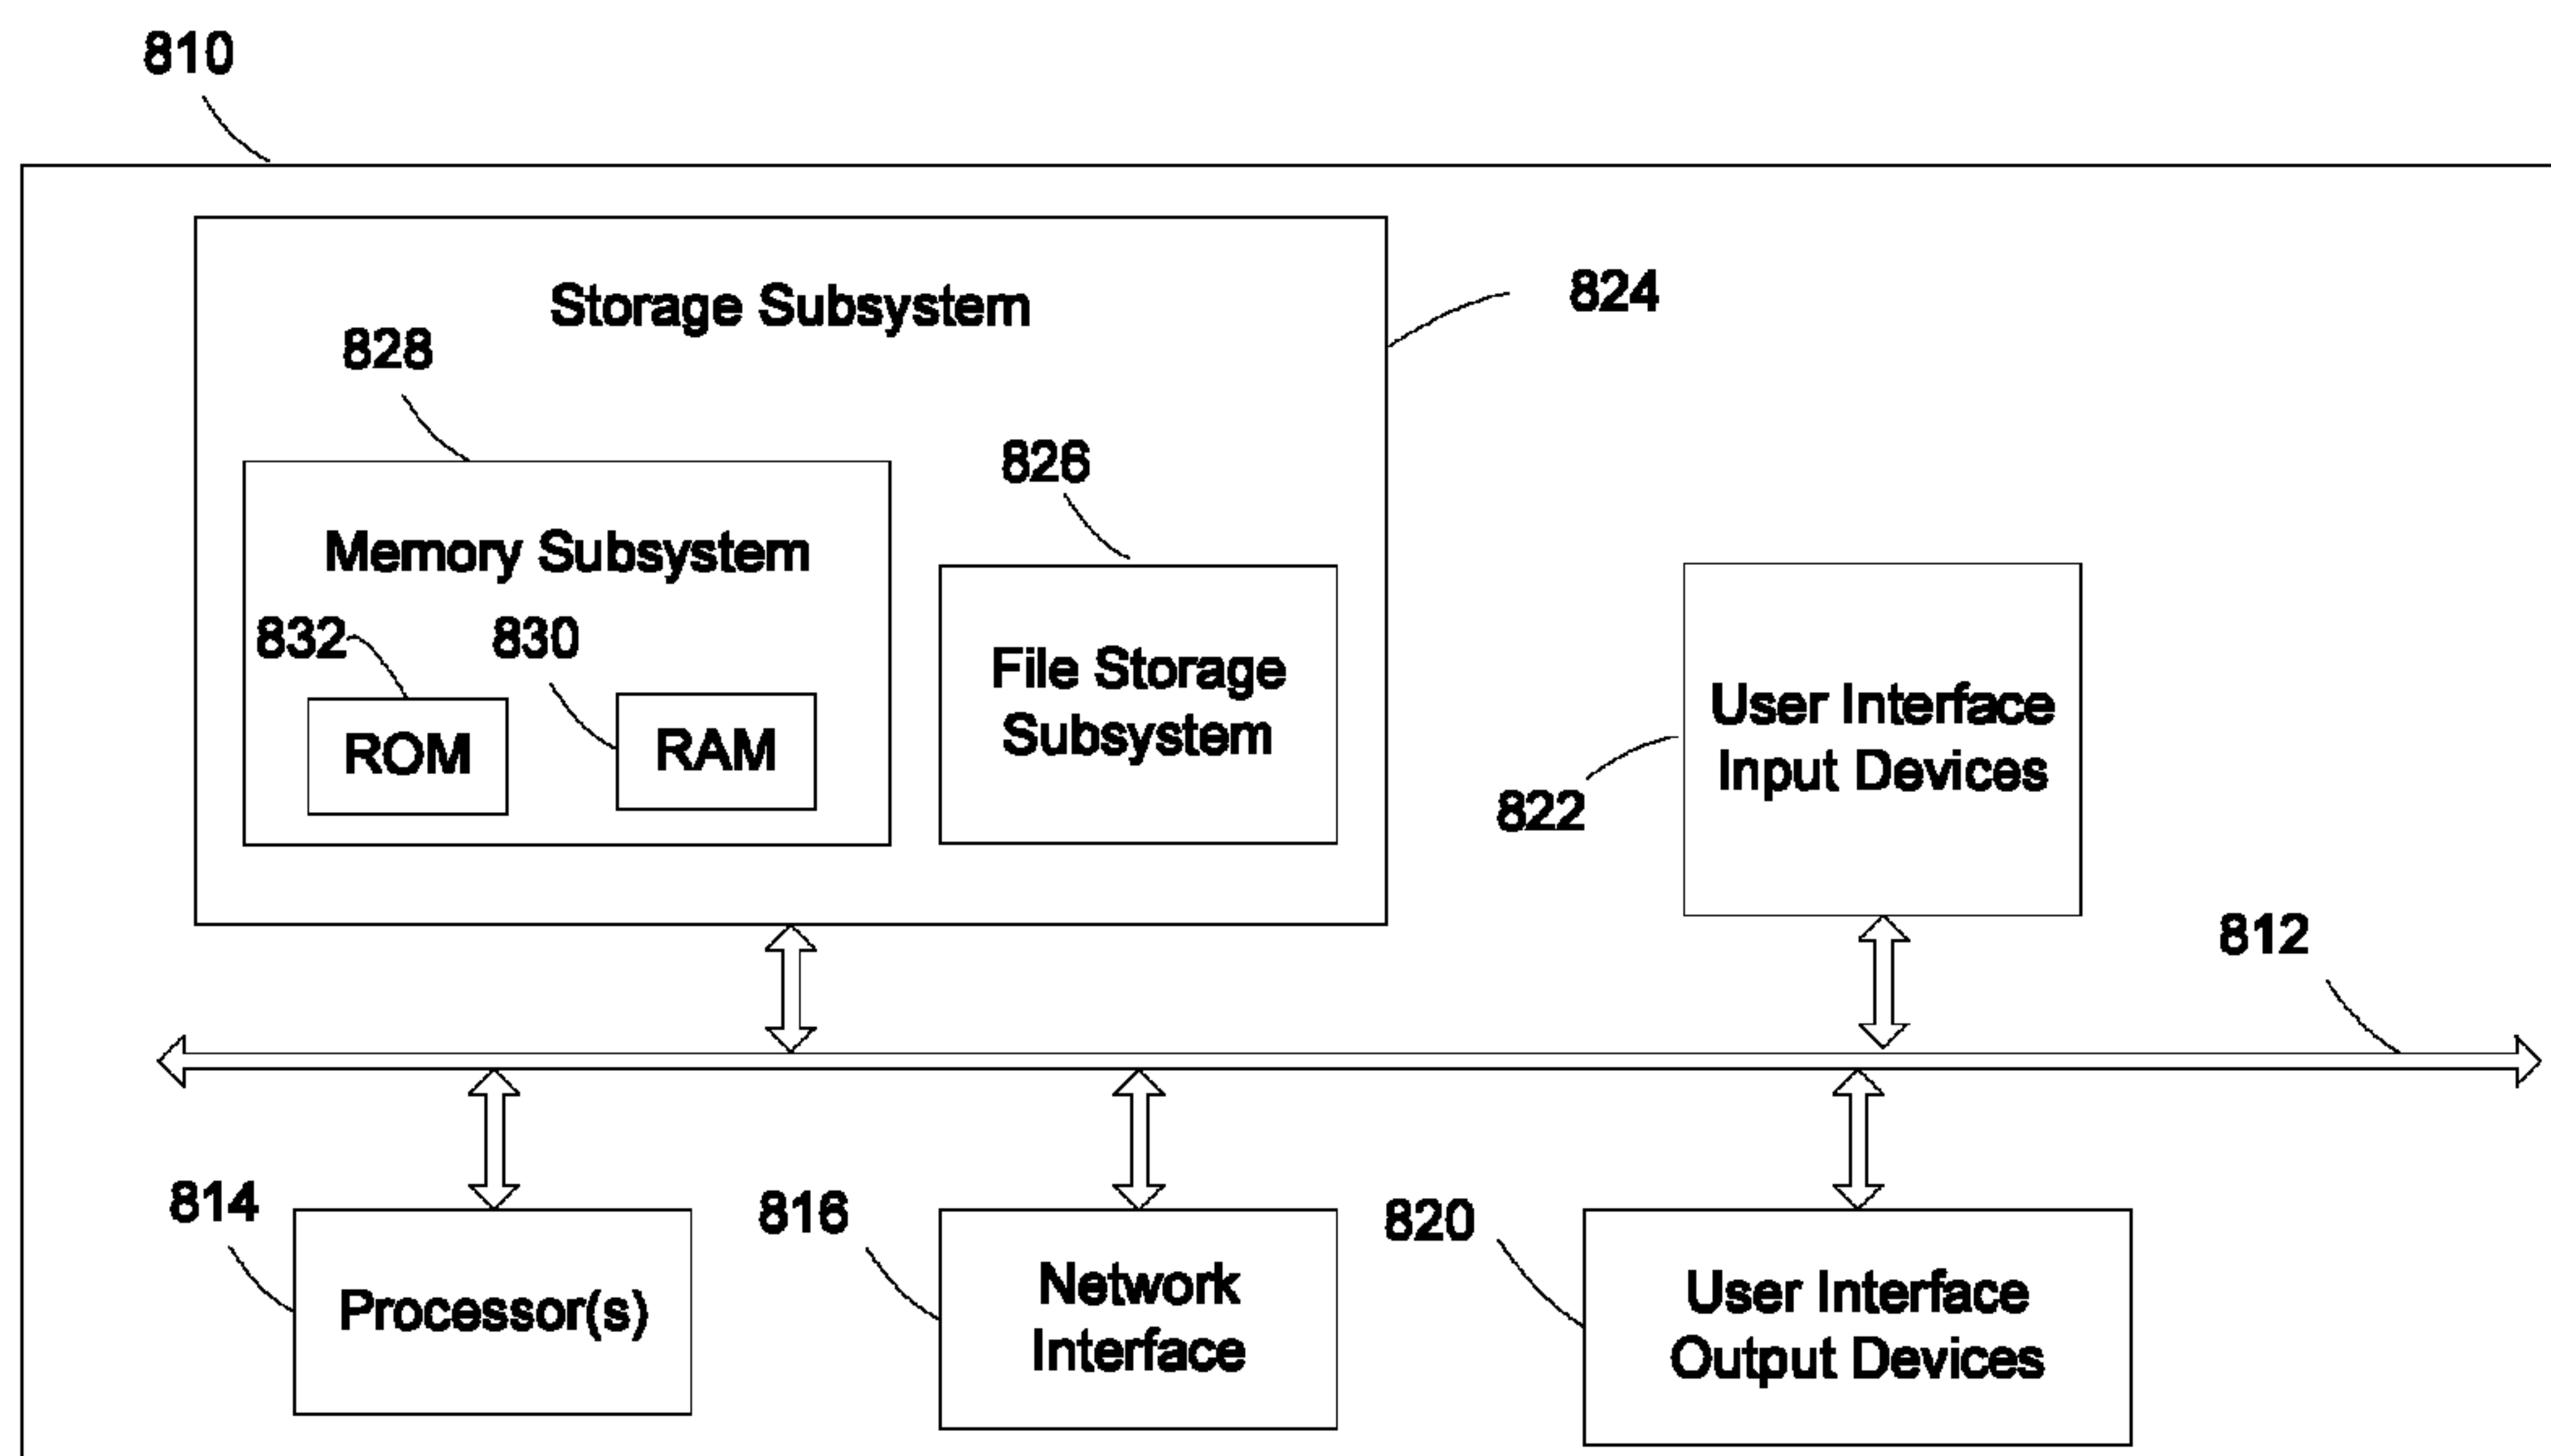 810
Storage Subsystem
824
828
826
Memory Subsystem
832
830
ROM
RAM
File Storage
Subsystem
User Interface
Input Devices
822
812
814
Processor(s)
816
Network
Interface
820
User Interface
Output Devices